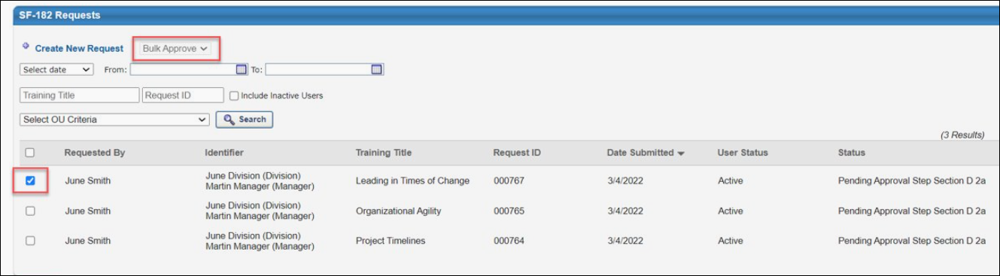 SF-182 Requests
Create New Request Bulk Approve
Select date From: To:
Training Title Request ID Include Inactive Users
Select OU Criteria Search
(3 Results)
Requested By Identifier Training Title Request ID Date Submitted User Status Status
June Smith June Division (Division) Martin Manager (Manager) Leading in Times of Change 000767 3/4/2022 Active Pending Approval Step Section D 2a
June Smith June Division (Division) Martin Manager (Manager) Organizational Agility 000765 3/4/2022 Active Pending Approval Step Section D 2a
June Smith June Division (Division) Martin Manager (Manager) Project Timelines 000764 3/4/2022 Active Pending Approval Step Section D 2a